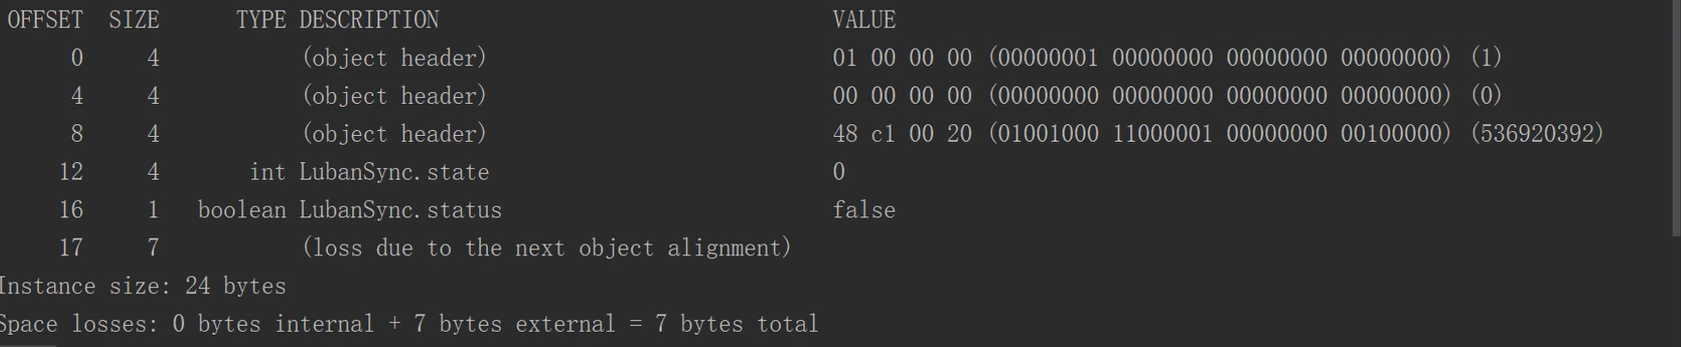 OFFSET  SIZE      TYPE DESCRIPTION                               VALUE
0     4           (object header)                           01 00 00 00 (00000001 00000000 00000000 00000000) (1)
4     4           (object header)                           00 00 00 00 (00000000 00000000 00000000 00000000) (0)
8     4           (object header)                           48 c1 00 20 (01001000 11000001 00000000 00100000) (536920392)
12     4       int LubanSync.state                           0
16     1   boolean LubanSync.status                          false
17     7           (loss due to the next object alignment)
Instance size: 24 bytes
Space losses: 0 bytes internal + 7 bytes external = 7 bytes total